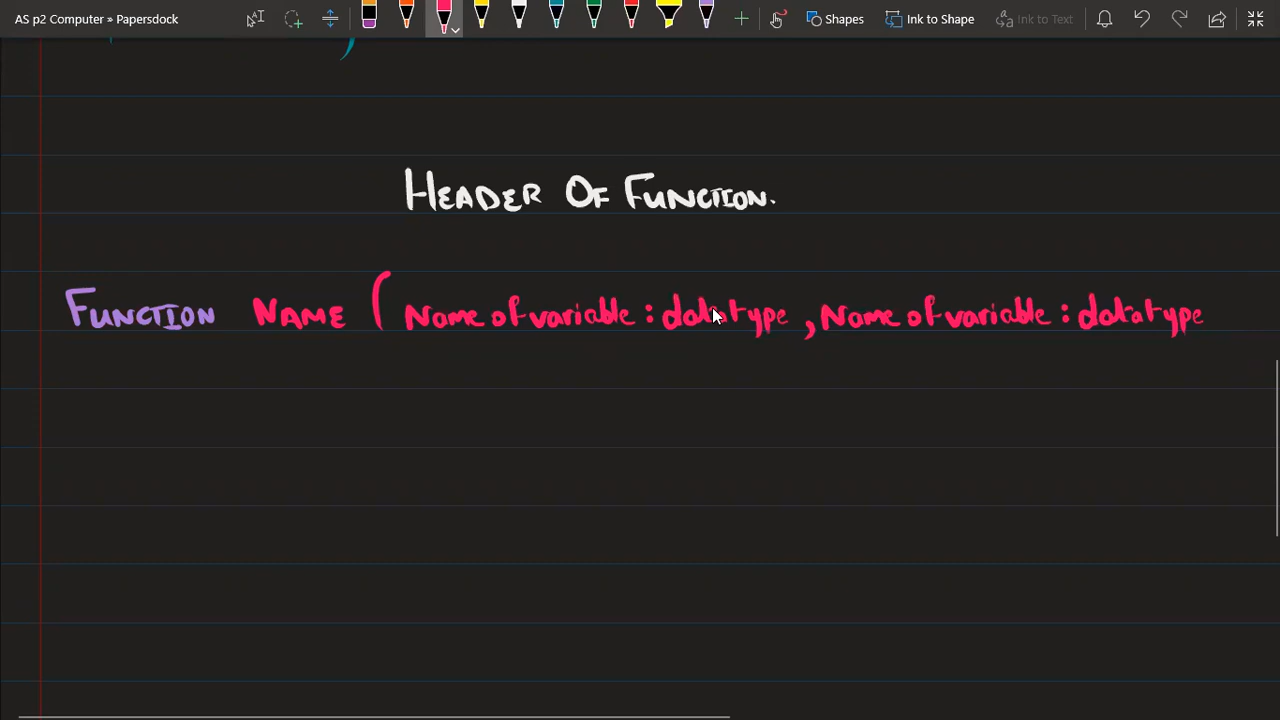 AS p2 Computer » Papersdock
Shapes
Ink to Shape
Ink to Text
HEADER OF FUNCTION.
FUNCTION NAME ( Name of variable : datatype , Name of variable : datatype